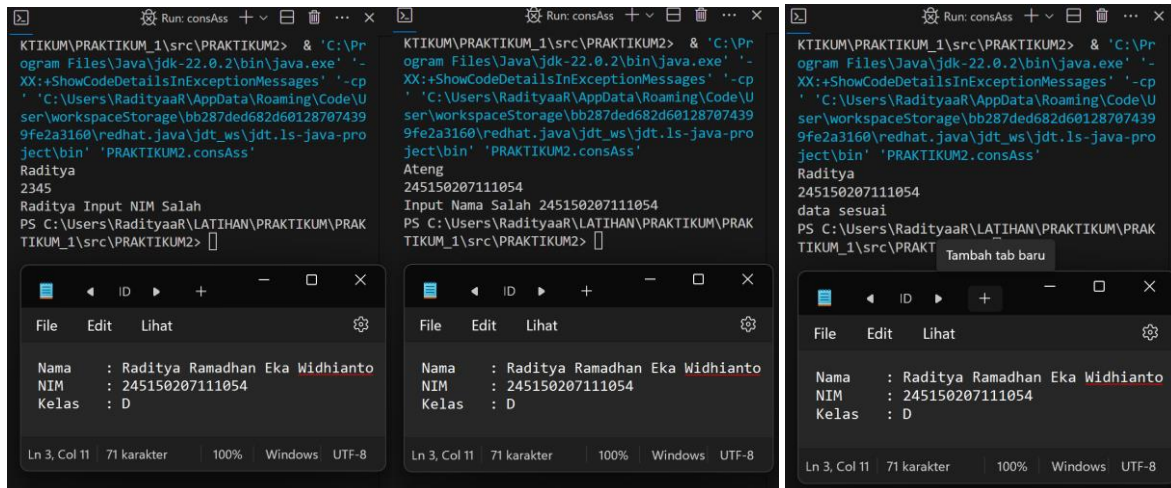 Run: consAss
KTIKUM\PRAKTIKUM_1\src\PRAKTIKUM2> & 'C:\Pr
ogram Files\Java\jdk-22.0.2\bin\java.exe' '-
XX:+ShowCodeDetailsInExceptionMessages' '-cp
' 'C:\Users\RadityaaR\AppData\Roaming\Code\U
ser\workspaceStorage\bb287ded682d60128707439
9fe2a3160\redhat.java\jdt_ws\jdt.ls-java-pro
ject\bin' 'PRAKTIKUM2.consAss'
Raditya
2345
Raditya Input NIM Salah
PS C:\Users\RadityaaR\LATIHAN\PRAKTIKUM\PRAK
TIKUM_1\src\PRAKTIKUM2>
ID
File Edit Lihat
Nama : Raditya Ramadhan Eka Widhianto
NIM : 245150207111054
Kelas : D
Ln 3, Col 11 71 karakter 100% Windows UTF-8
Run: consAss
KTIKUM\PRAKTIKUM_1\src\PRAKTIKUM2> & 'C:\Pr
ogram Files\Java\jdk-22.0.2\bin\java.exe' '-
XX:+ShowCodeDetailsInExceptionMessages' '-cp
' 'C:\Users\RadityaaR\AppData\Roaming\Code\U
ser\workspaceStorage\bb287ded682d60128707439
9fe2a3160\redhat.java\jdt_ws\jdt.ls-java-pro
ject\bin' 'PRAKTIKUM2.consAss'
Ateng
245150207111054
Input Nama Salah 245150207111054
PS C:\Users\RadityaaR\LATIHAN\PRAKTIKUM\PRAK
TIKUM_1\src\PRAKTIKUM2>
ID
File Edit Lihat
Nama : Raditya Ramadhan Eka Widhianto
NIM : 245150207111054
Kelas : D
Ln 3, Col 11 71 karakter 100% Windows UTF-8
Run: consAss
KTIKUM\PRAKTIKUM_1\src\PRAKTIKUM2> & 'C:\Pr
ogram Files\Java\jdk-22.0.2\bin\java.exe' '-
XX:+ShowCodeDetailsInExceptionMessages' '-cp
' 'C:\Users\RadityaaR\AppData\Roaming\Code\U
ser\workspaceStorage\bb287ded682d60128707439
9fe2a3160\redhat.java\jdt_ws\jdt.ls-java-pro
ject\bin' 'PRAKTIKUM2.consAss'
Raditya
245150207111054
data sesuai
PS C:\Users\RadityaaR\LATIHAN\PRAKTIKUM\PRAK
TIKUM_1\src\PRAKT
Tambah tab baru
ID
File Edit Lihat
Nama : Raditya Ramadhan Eka Widhianto
NIM : 245150207111054
Kelas : D
Ln 3, Col 11 71 karakter 100% Windows UTF-8